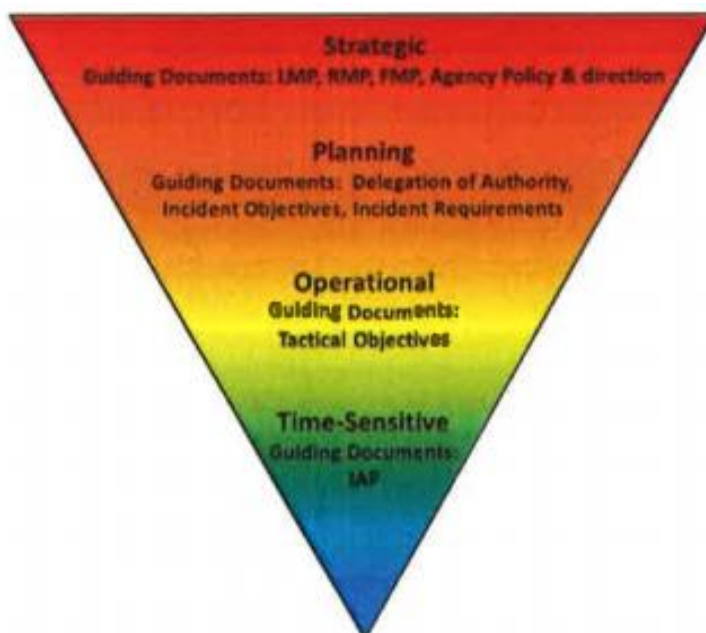 Strategic
Guiding Documents: LMP, RMP, FMP, Agency Policy & direction
Planning
Guiding Documents: Delegation of Authority,
Incident Objectives, Incident Requirements
Operational
Guiding Documents:
Tactical Objectives
Time-Sensitive
Guiding Documents:
IAP